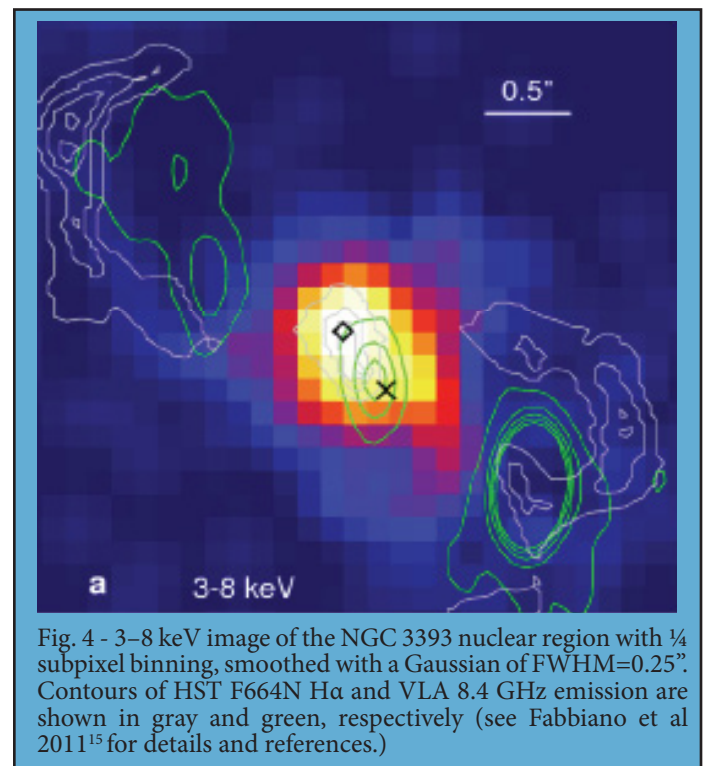 0.5"
a 3-8 keV
Fig. 4 - 3–8 keV image of the NGC 3393 nuclear region with ¼
subpixel binning, smoothed with a Gaussian of FWHM=0.25”.
Contours of HST F664N Hα and VLA 8.4 GHz emission are
shown in gray and green, respectively (see Fabbiano et al
2011¹⁵ for details and references.)